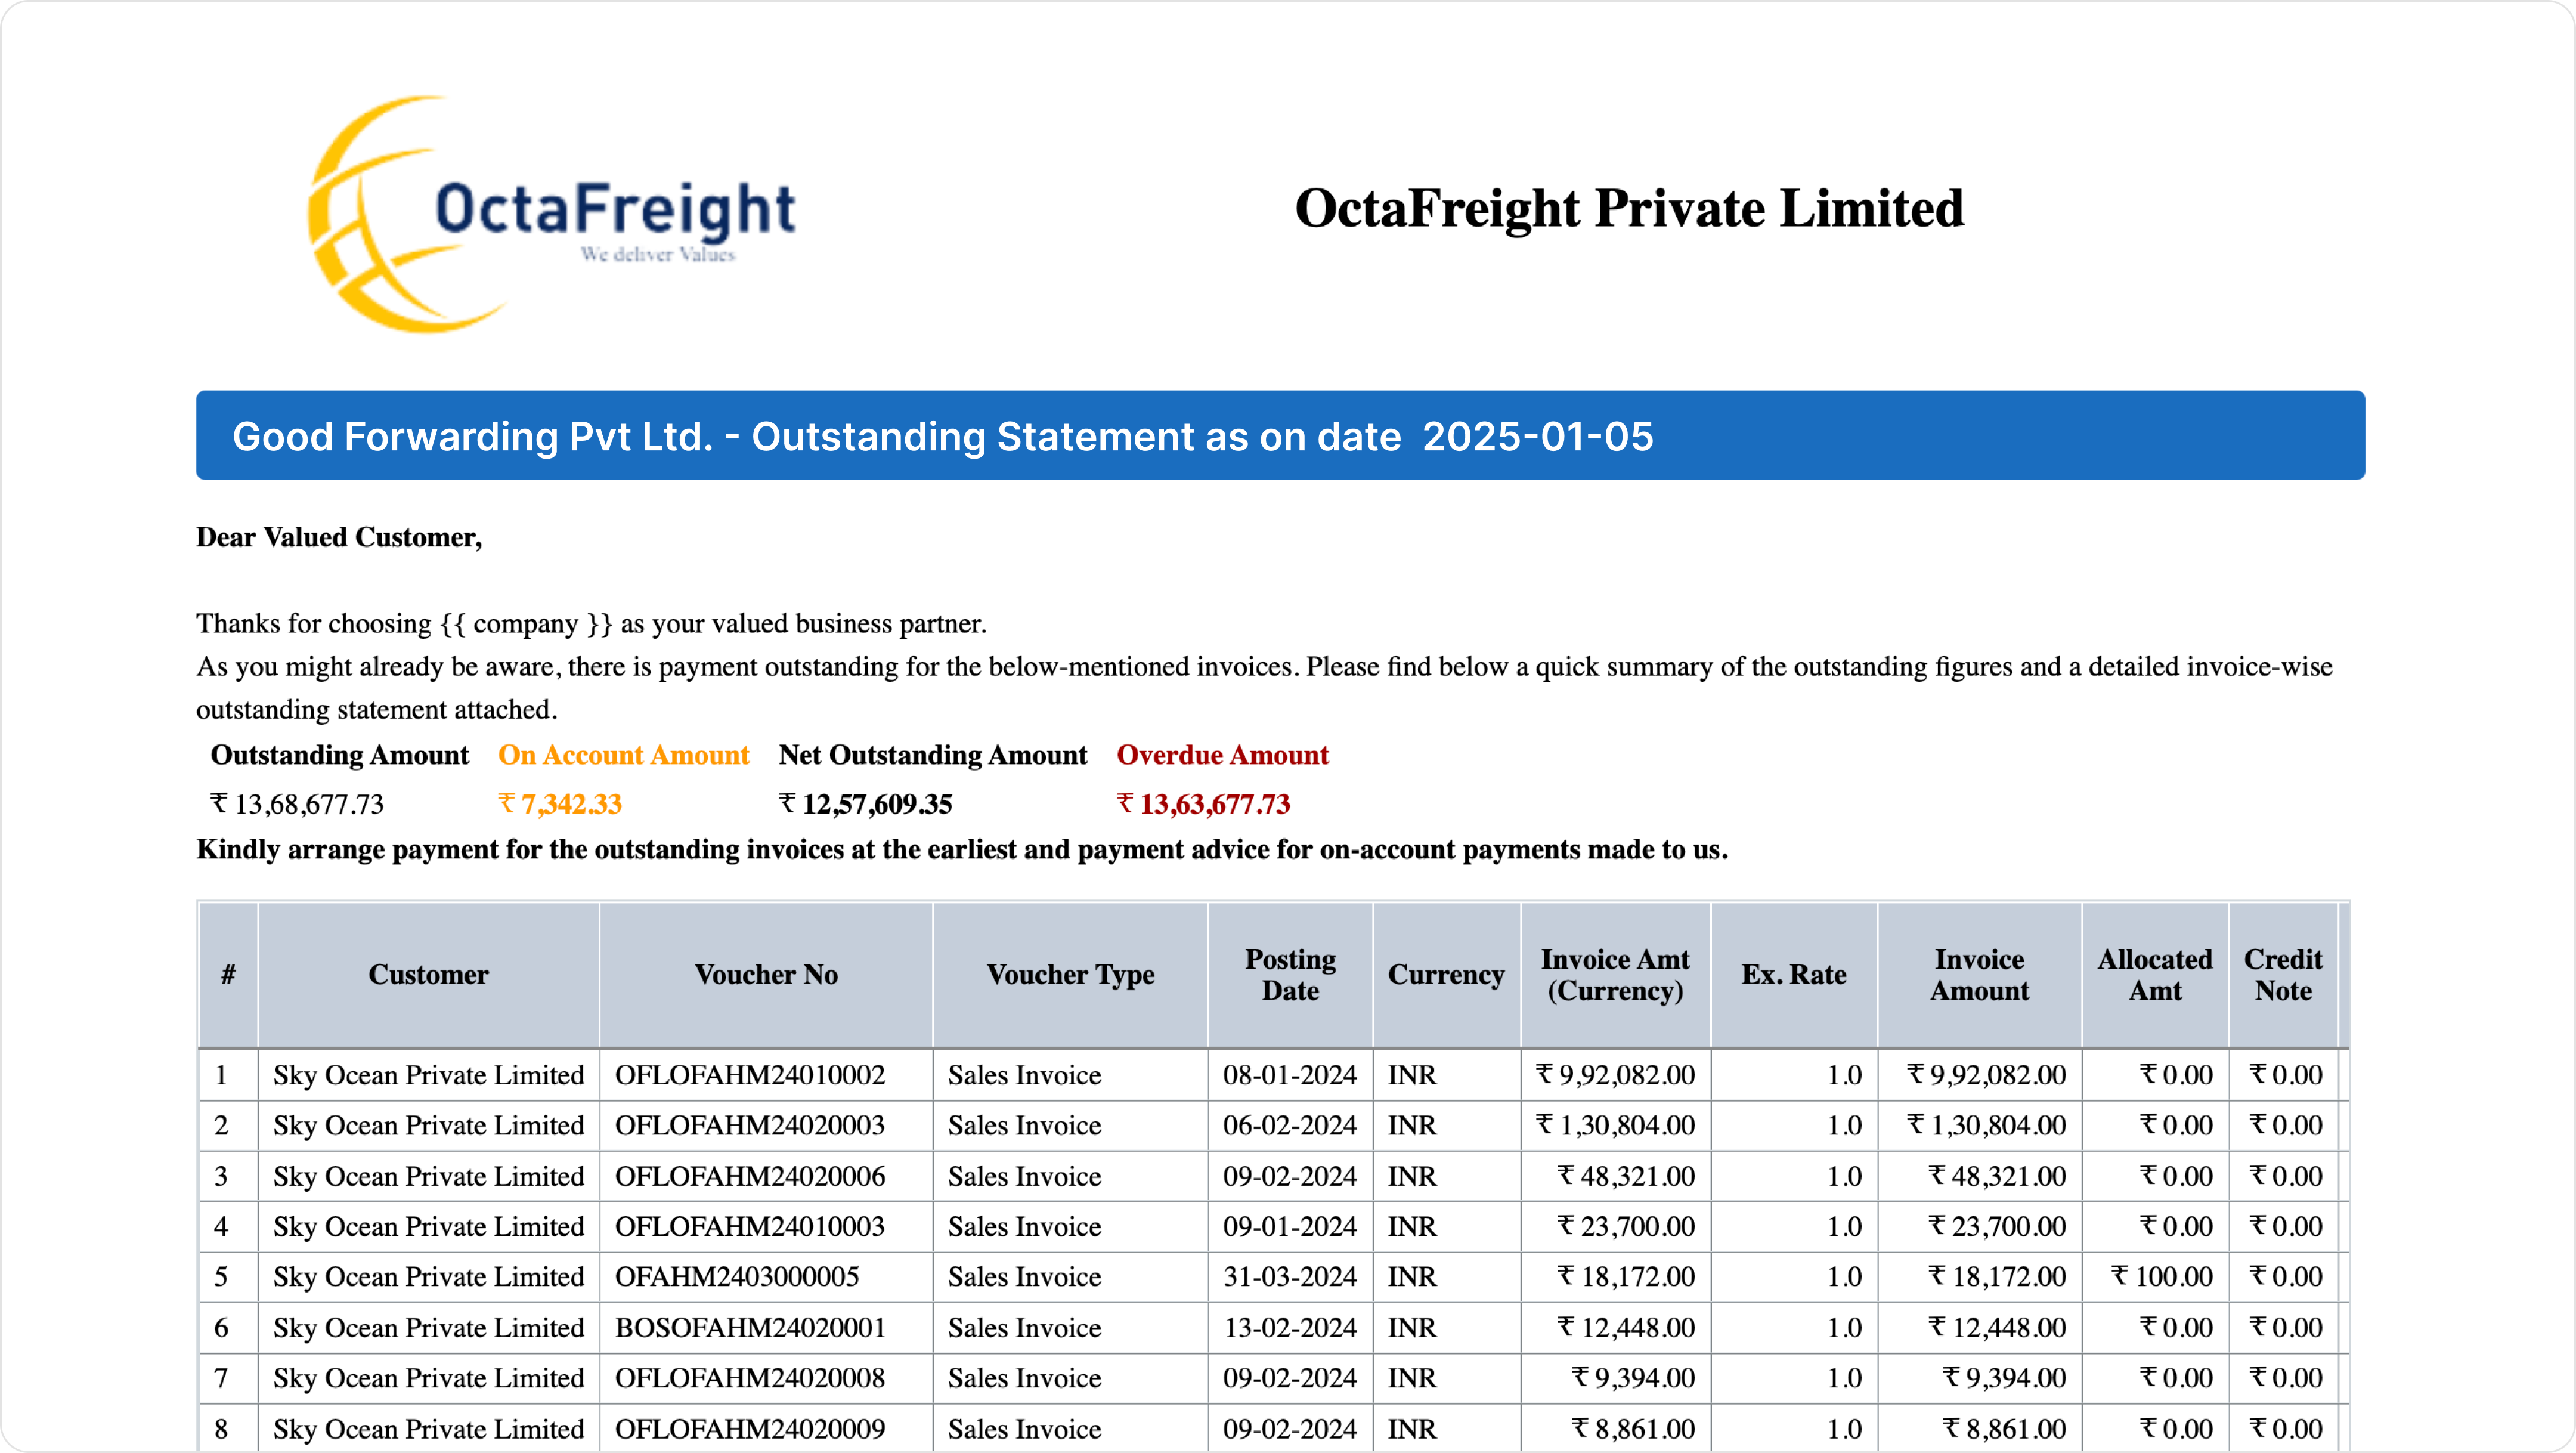 OctaFreight
We deliver Values
OctaFreight Private Limited
Good Forwarding Pvt Ltd. - Outstanding Statement as on date 2025-01-05
Dear Valued Customer,
Thanks for choosing {{ company }} as your valued business partner.
As you might already be aware, there is payment outstanding for the below-mentioned invoices. Please find below a quick summary of the outstanding figures and a detailed invoice-wise
outstanding statement attached.
Outstanding Amount On Account Amount Net Outstanding Amount Overdue Amount
₹ 13,68,677.73 ₹ 7,342.33 ₹ 12,57,609.35 ₹ 13,63,677.73
Kindly arrange payment for the outstanding invoices at the earliest and payment advice for on-account payments made to us.
# Customer Voucher No Voucher Type Posting Date Currency Invoice Amt (Currency) Ex. Rate Invoice Amount Allocated Amt Credit Note
1 Sky Ocean Private Limited OFLOFAHM24010002 Sales Invoice 08-01-2024 INR ₹ 9,92,082.00 1.0 ₹ 9,92,082.00 ₹ 0.00 ₹ 0.00
2 Sky Ocean Private Limited OFLOFAHM24020003 Sales Invoice 06-02-2024 INR ₹ 1,30,804.00 1.0 ₹ 1,30,804.00 ₹ 0.00 ₹ 0.00
3 Sky Ocean Private Limited OFLOFAHM24020006 Sales Invoice 09-02-2024 INR ₹ 48,321.00 1.0 ₹ 48,321.00 ₹ 0.00 ₹ 0.00
4 Sky Ocean Private Limited OFLOFAHM24010003 Sales Invoice 09-01-2024 INR ₹ 23,700.00 1.0 ₹ 23,700.00 ₹ 0.00 ₹ 0.00
5 Sky Ocean Private Limited OFAHM2403000005 Sales Invoice 31-03-2024 INR ₹ 18,172.00 1.0 ₹ 18,172.00 ₹ 100.00 ₹ 0.00
6 Sky Ocean Private Limited BOSOFAHM24020001 Sales Invoice 13-02-2024 INR ₹ 12,448.00 1.0 ₹ 12,448.00 ₹ 0.00 ₹ 0.00
7 Sky Ocean Private Limited OFLOFAHM24020008 Sales Invoice 09-02-2024 INR ₹ 9,394.00 1.0 ₹ 9,394.00 ₹ 0.00 ₹ 0.00
8 Sky Ocean Private Limited OFLOFAHM24020009 Sales Invoice 09-02-2024 INR ₹ 8,861.00 1.0 ₹ 8,861.00 ₹ 0.00 ₹ 0.00